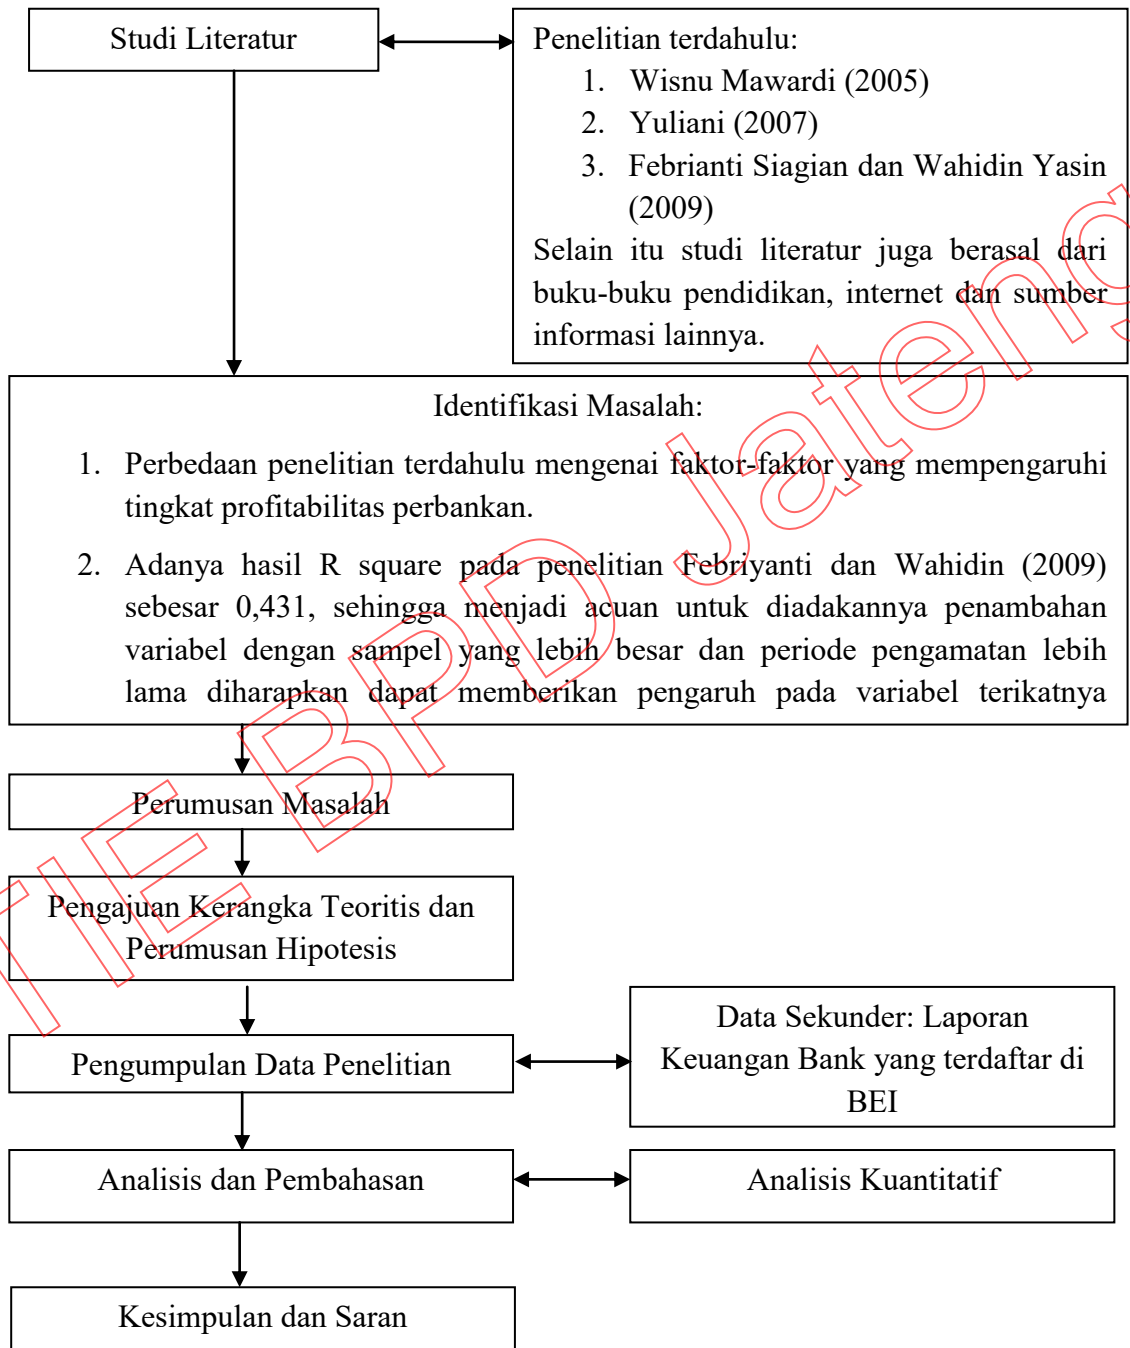 Studi Literatur
Penelitian terdahulu:
1. Wisnu Mawardi (2005)
2. Yuliani (2007)
3. Febrianti Siagian dan Wahidin Yasin
(2009)
Selain itu studi literatur juga berasal dari
buku-buku pendidikan, internet dan sumber
informasi lainnya.
Identifikasi Masalah:
1. Perbedaan penelitian terdahulu mengenai faktor-faktor yang mempengaruhi
tingkat profitabilitas perbankan.
2. Adanya hasil R square pada penelitian Febriyanti dan Wahidin (2009)
sebesar 0,431, sehingga menjadi acuan untuk diadakannya penambahan
variabel dengan sampel yang lebih besar dan periode pengamatan lebih
lama diharapkan dapat memberikan pengaruh pada variabel terikatnya
Perumusan Masalah
Pengajuan Kerangka Teoritis dan
Perumusan Hipotesis
Pengumpulan Data Penelitian
Data Sekunder: Laporan
Keuangan Bank yang terdaftar di
BEI
Analisis dan Pembahasan
Analisis Kuantitatif
Kesimpulan dan Saran
TIE BPD Jateng